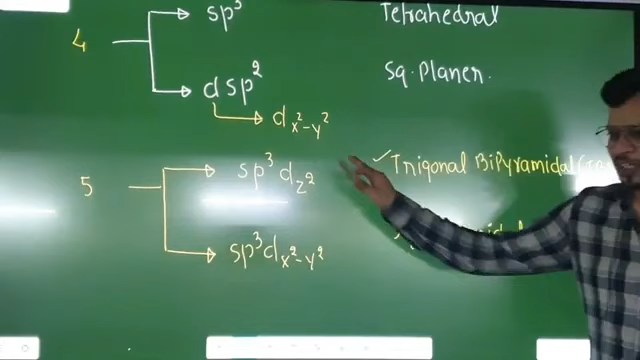 sp³ Tetrahedral
4
dsp² Sq. Planer.
d x²-y²
5 sp³d z² ✓ Trigonal BiPyramidal
sp³d x²-y²